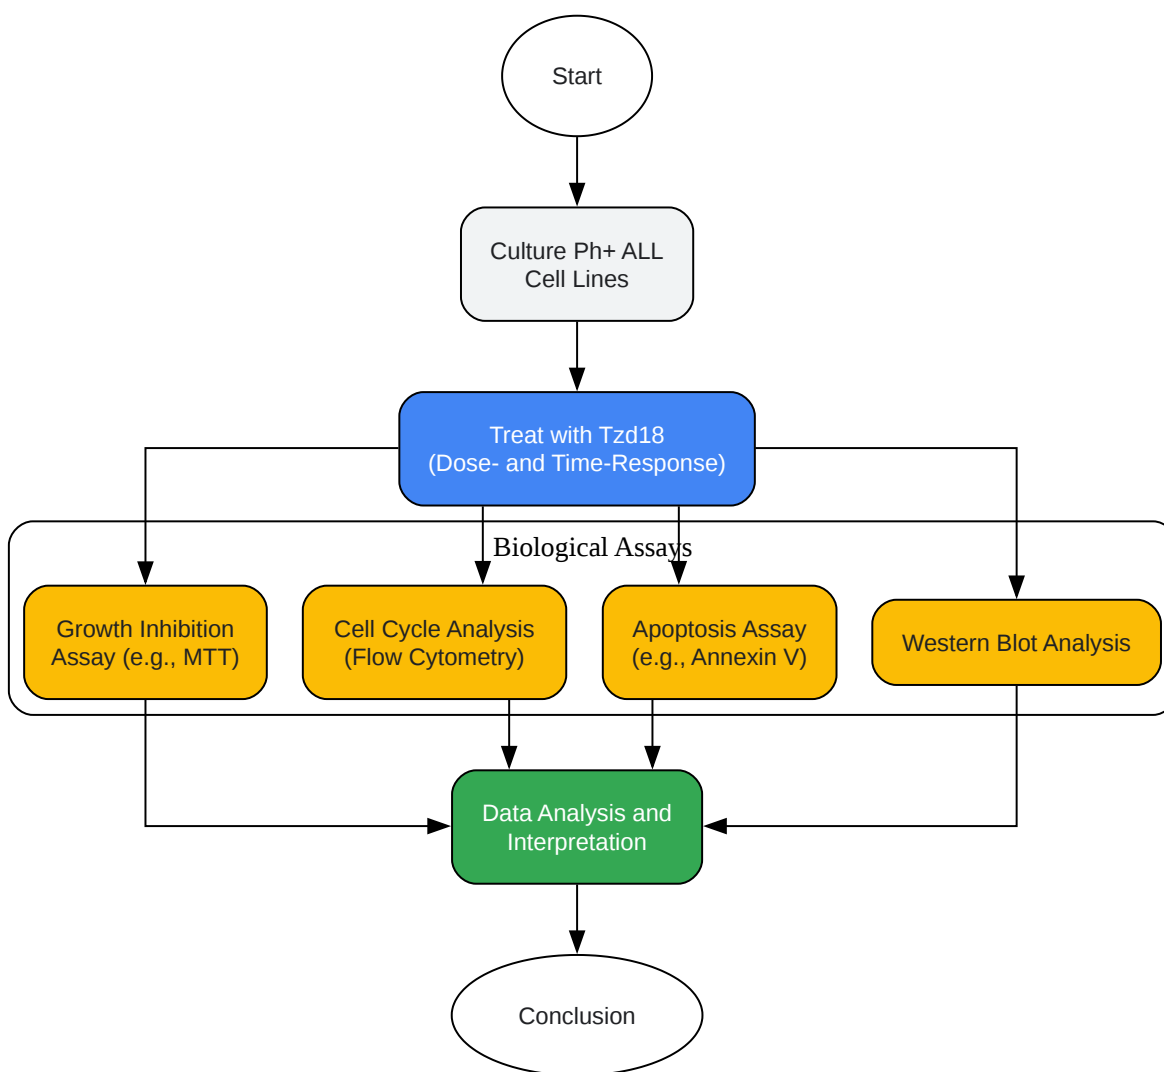 Start
Culture Ph+ ALL
Cell Lines
Treat with Tzd18
(Dose- and Time-Response)
Biological Assays
Growth Inhibition
Assay (e.g., MTT)
Cell Cycle Analysis
(Flow Cytometry)
Apoptosis Assay
(e.g., Annexin V)
Western Blot Analysis
Data Analysis and
Interpretation
Conclusion